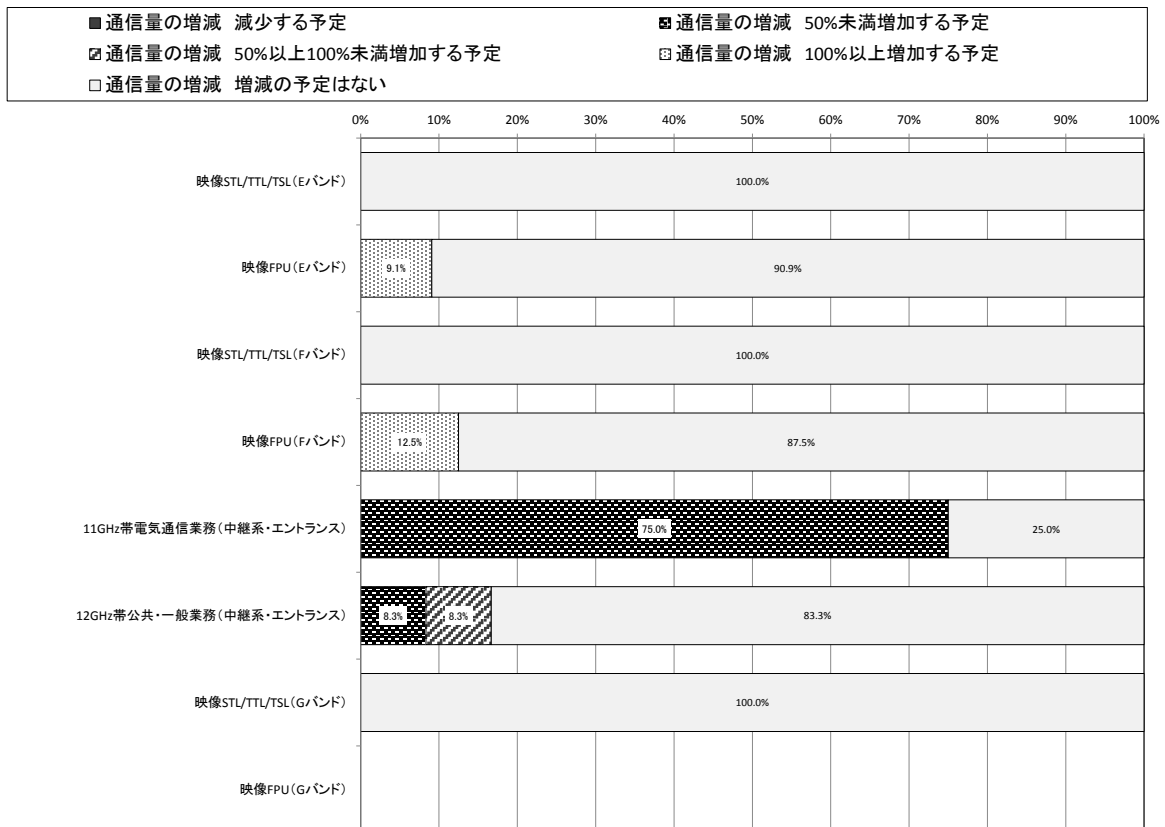 ■通信量の増減 減少する予定 ■通信量の増減 50%未満増加する予定
通信量の増減 50%以上100%未満増加する予定 通信量の増減 100%以上増加する予定
□通信量の増減 増減の予定はない
0% 10% 20% 30% 40% 50% 60% 70% 80% 90% 100%
映像STL/TTL/TSL(Eバンド) 100.0%
映像FPU(Eバンド) 9.1% 90.9%
映像STL/TTL/TSL(Fバンド) 100.0%
映像FPU(Fバンド) 12.5% 87.5%
11GHz帯電気通信業務(中継系・エントランス) 75.0% 25.0%
12GHz帯公共・一般業務(中継系・エントランス) 8.3% 8.3% 83.3%
映像STL/TTL/TSL(Gバンド) 100.0%
映像FPU(Gバンド)